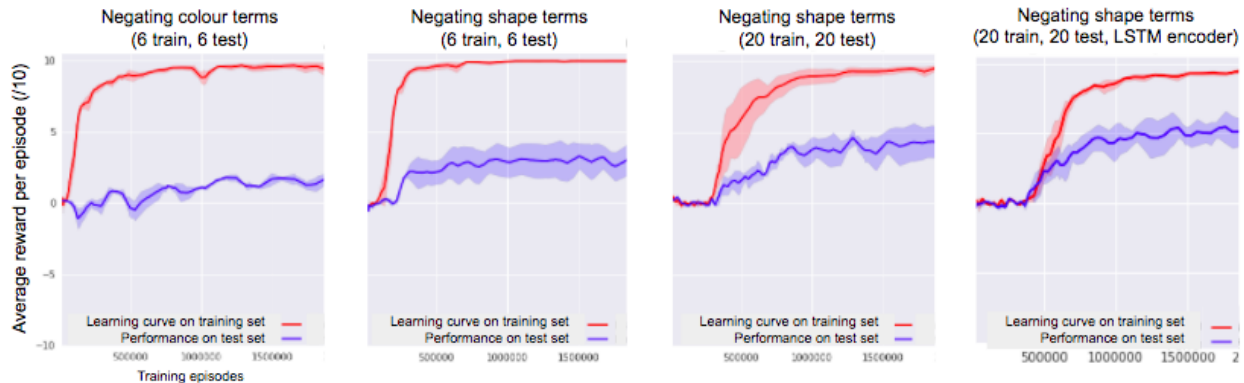 Negating colour terms
(6 train, 6 test)
Negating shape terms
(6 train, 6 test)
Negating shape terms
(20 train, 20 test)
Negating shape terms
(20 train, 20 test, LSTM encoder)
Average reward per episode (/10)
10
5
0
−5
−10
Learning curve on training set
Performance on test set
500000
1000000
1500000
Training episodes
Learning curve on training set
Performance on test set
500000
1000000
1500000
Learning curve on training set
Performance on test set
500000
1000000
1500000
Learning curve on training set
Performance on test set
500000
1000000
1500000
2